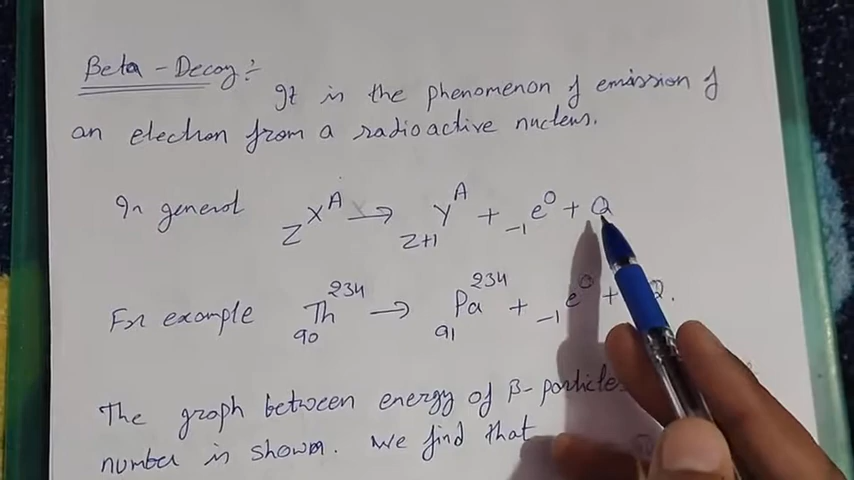 Beta-Decay :-
It is the phenomenon of emission of
an electron from a radioactive nucleus.
In general ZX^A → Z+1Y^A + -1e^0 + Q
For example 90Th^234 → 91Pa^234 + -1e^0 + Q.
The graph between energy of β-particles
number is shown. We find that